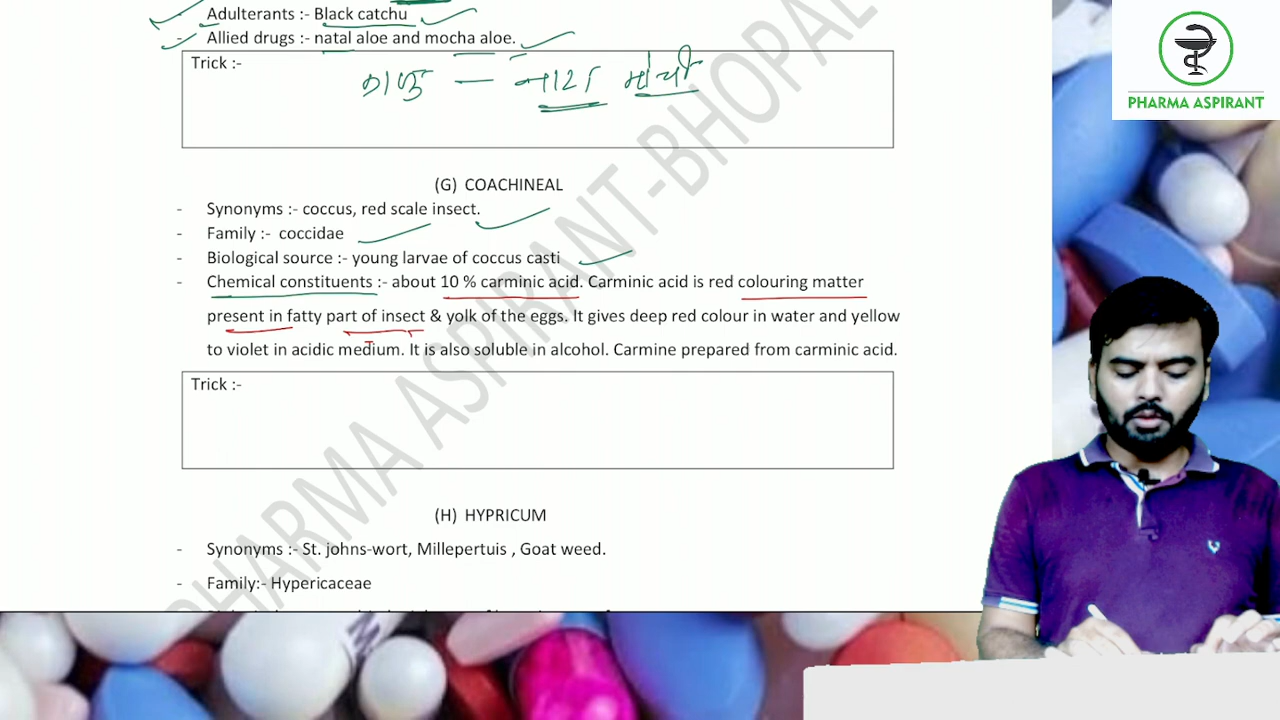 Adulterants :- Black catchu
- Allied drugs :- natal aloe and mocha aloe.
Trick :-
(G) COACHINEAL
- Synonyms :- coccus, red scale insect.
- Family :- coccidae
- Biological source :- young larvae of coccus casti
- Chemical constituents :- about 10 % carminic acid. Carminic acid is red colouring matter
present in fatty part of insect & yolk of the eggs. It gives deep red colour in water and yellow
to violet in acidic medium. It is also soluble in alcohol. Carmine prepared from carminic acid.
Trick :-
(H) HYPRICUM
- Synonyms :- St. johns-wort, Millepertuis , Goat weed.
- Family:- Hypericaceae
PHARMA ASPIRANT-BHOPAL
PHARMA ASPIRANT